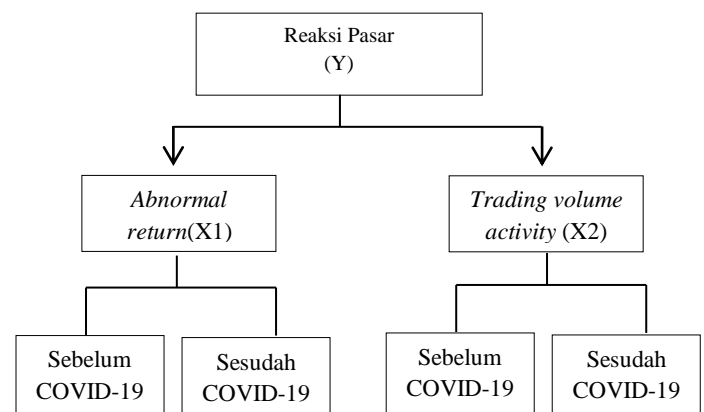 Reaksi Pasar
(Y)
Abnormal
return(X1)
Trading volume
activity (X2)
Sebelum
COVID-19
Sesudah
COVID-19
Sebelum
COVID-19
Sesudah
COVID-19